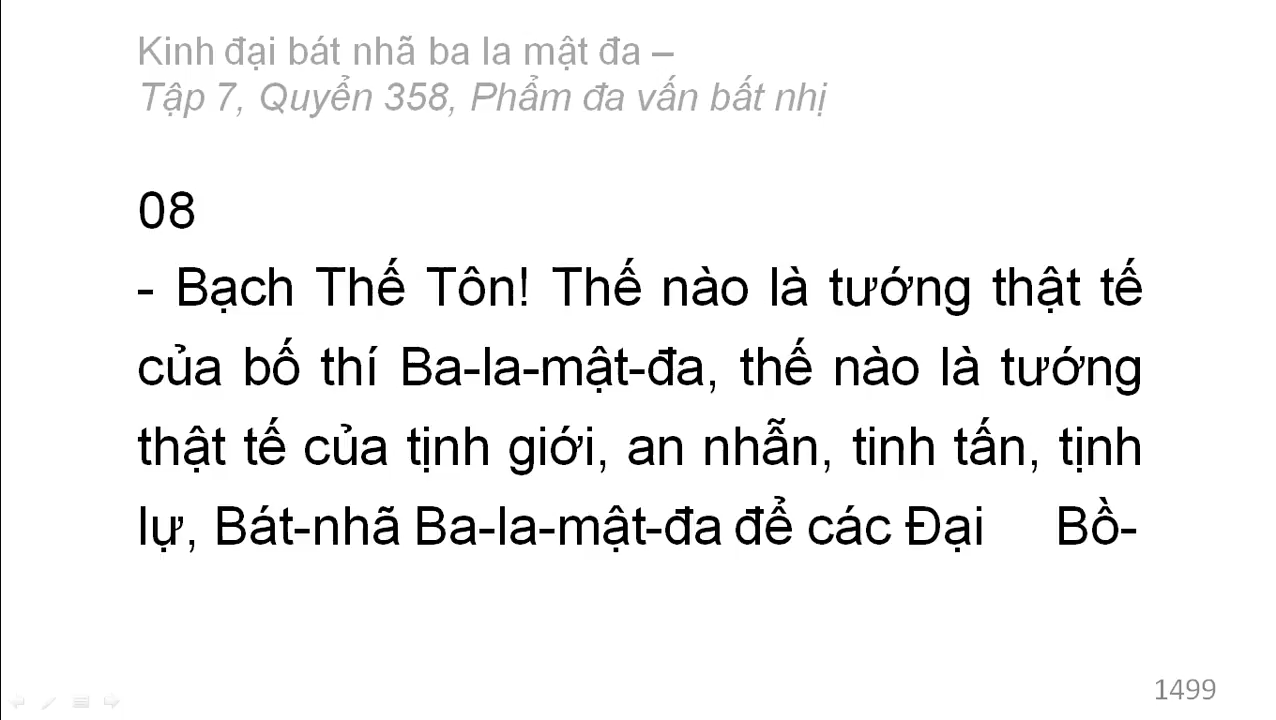 Kinh đại bát nhã ba la mật đa –
Tập 7, Quyển 358, Phẩm đa vấn bất nhị
08
- Bạch Thế Tôn! Thế nào là tướng thật tế
của bố thí Ba-la-mật-đa, thế nào là tướng
thật tế của tịnh giới, an nhẫn, tinh tấn, tịnh
lự, Bát-nhã Ba-la-mật-đa để các Đại Bồ-
1499